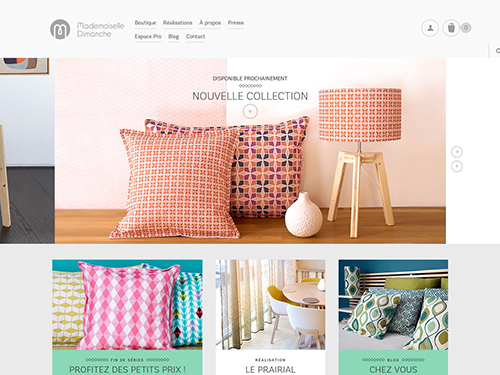 Mademoiselle
Dimanche
Boutique Réalisations À propos Presse
Espace Pro Blog Contact
0
C
DISPONIBLE PROCHAINEMENT
NOUVELLE COLLECTION
FIN DE SERIES
PROFITEZ DES PETITS PRIX !
RÉALISATION
LE PRAIRIAL
BLOG
CHEZ VOUS